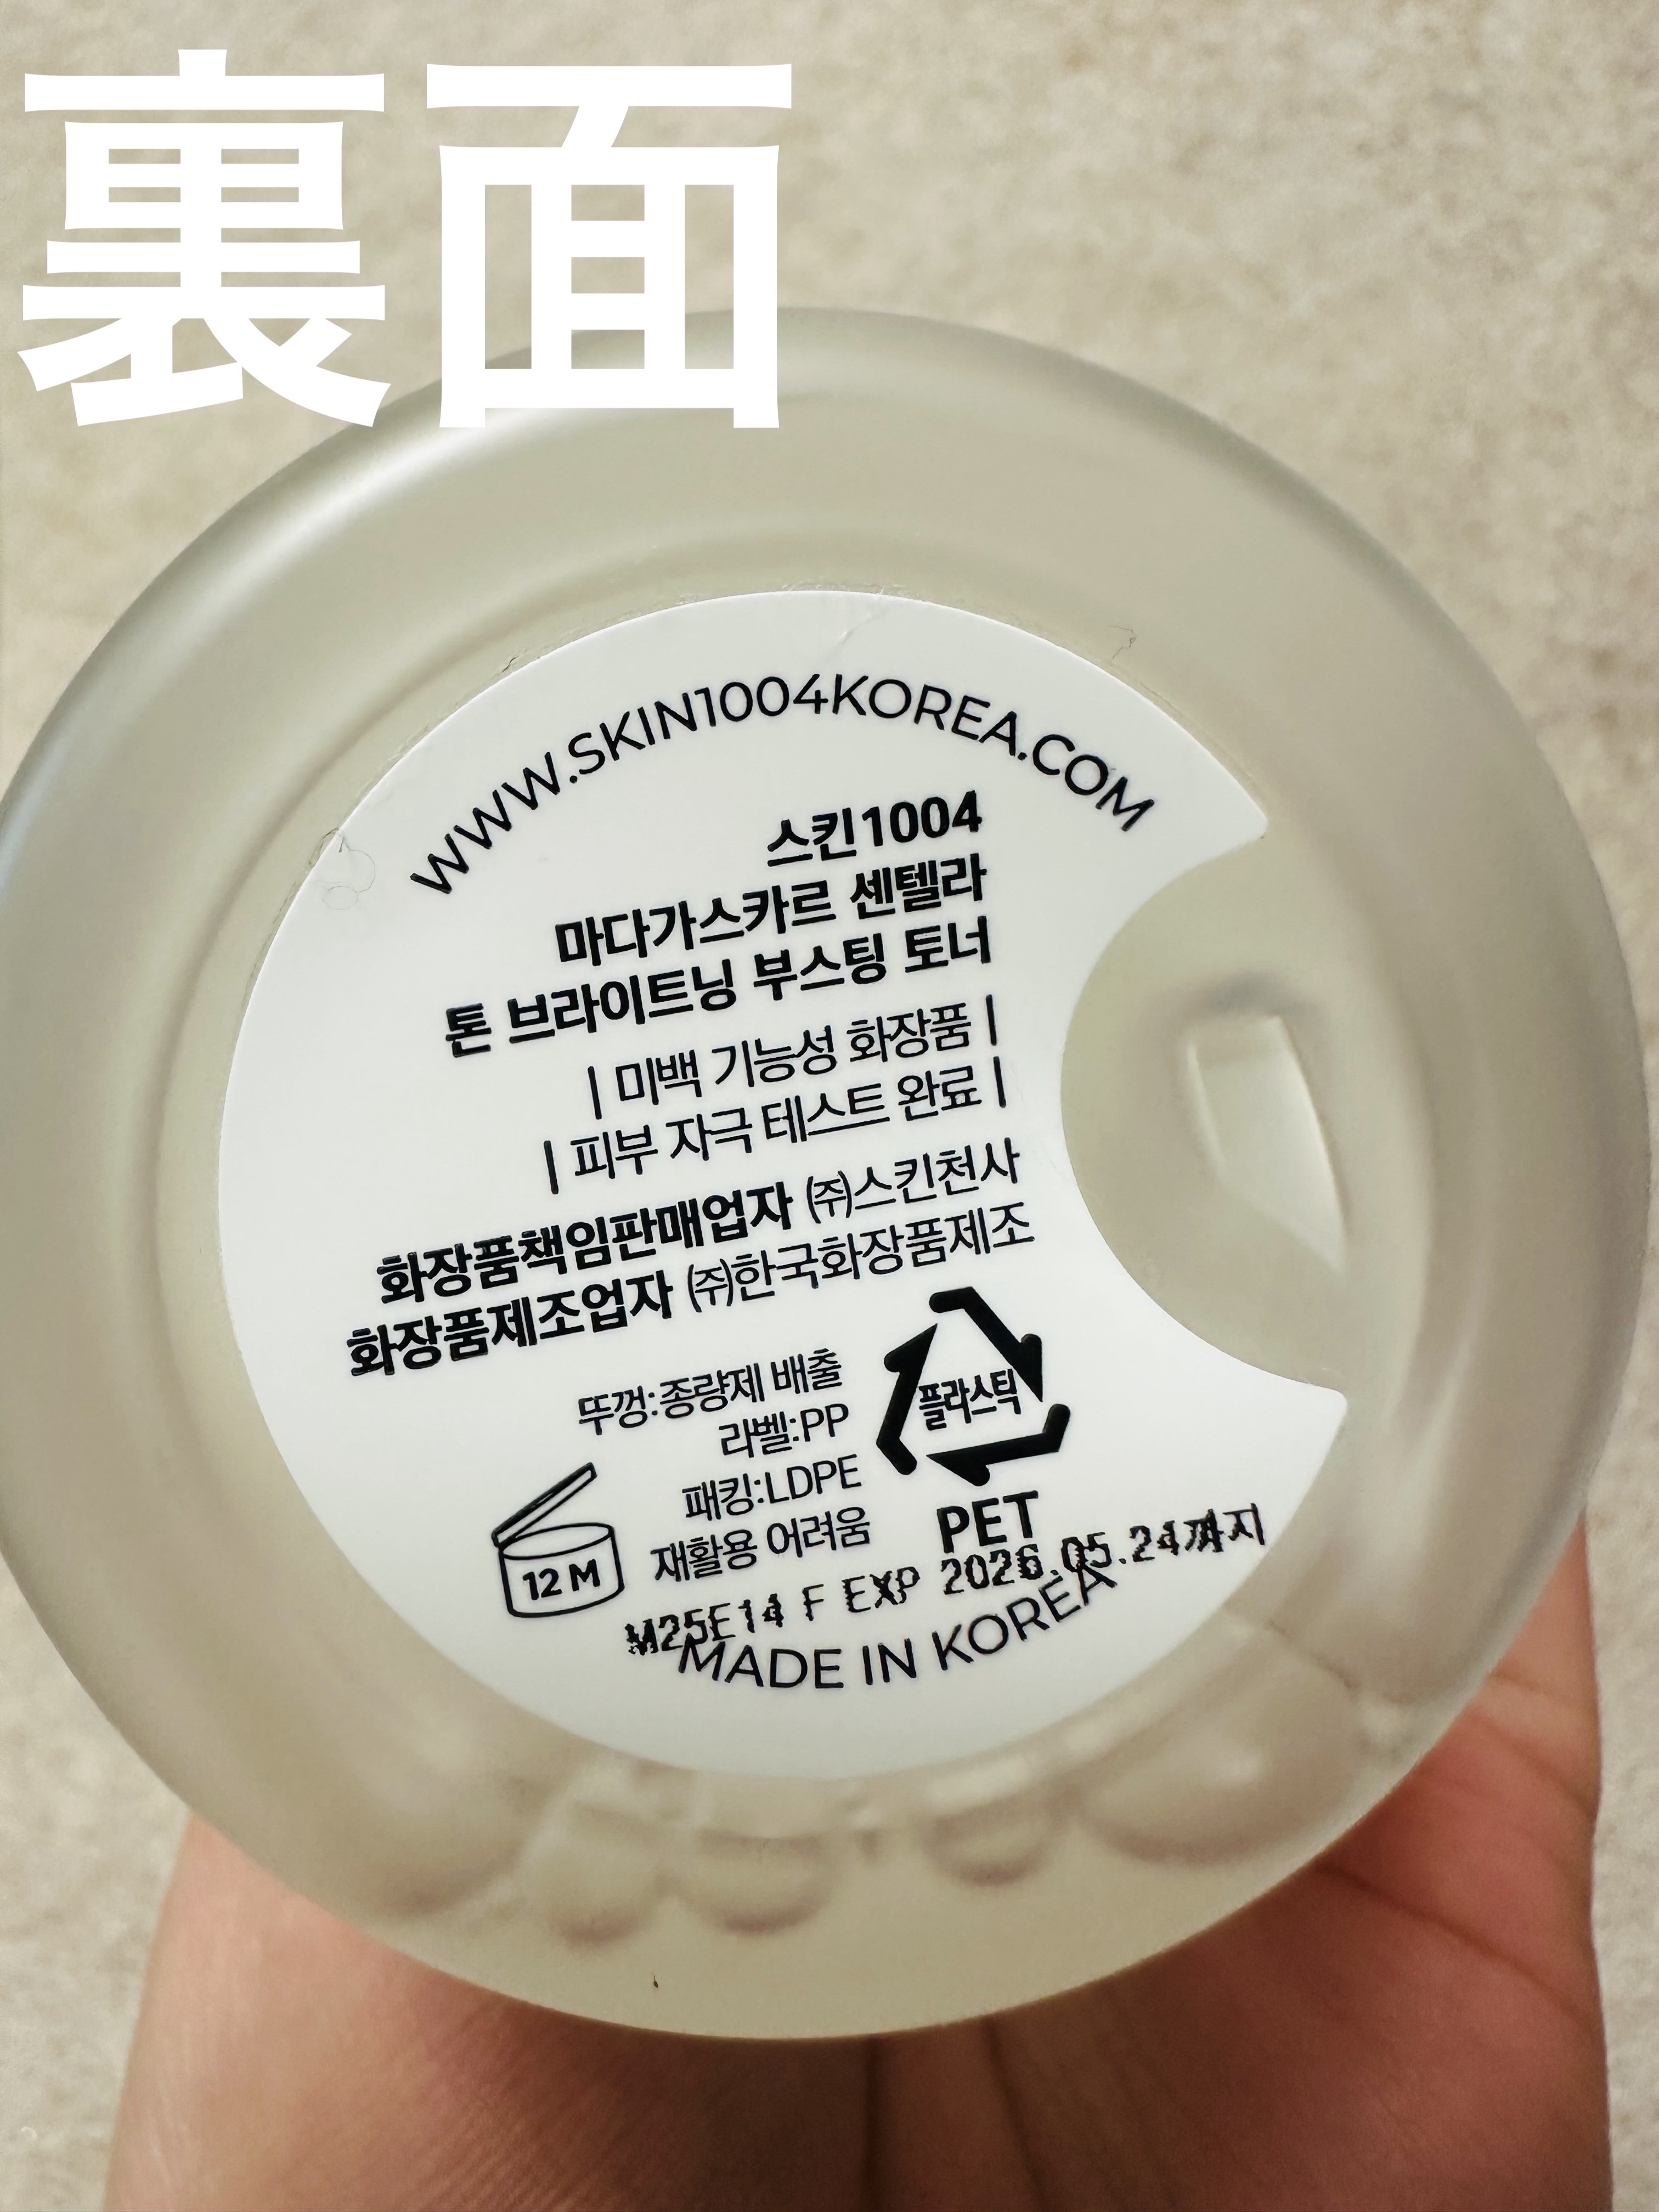 裏面
WWW.SKIN1004KOREA.COM
스킨1004
마다가스카르 센텔라
톤 브라이트닝 부스팅 토너
| 미백 기능성 화장품 |
| 피부 자극 테스트 완료 |
화장품책임판매업자 ㈜스킨천사
화장품제조업자 ㈜한국화장품제조
뚜껑:종량제 배출
라벨:PP
패킹:LDPE
재활용 어려움
플라스틱
PET
12 M
M25E14 F EXP 2026.05.24까지
MADE IN KOREA